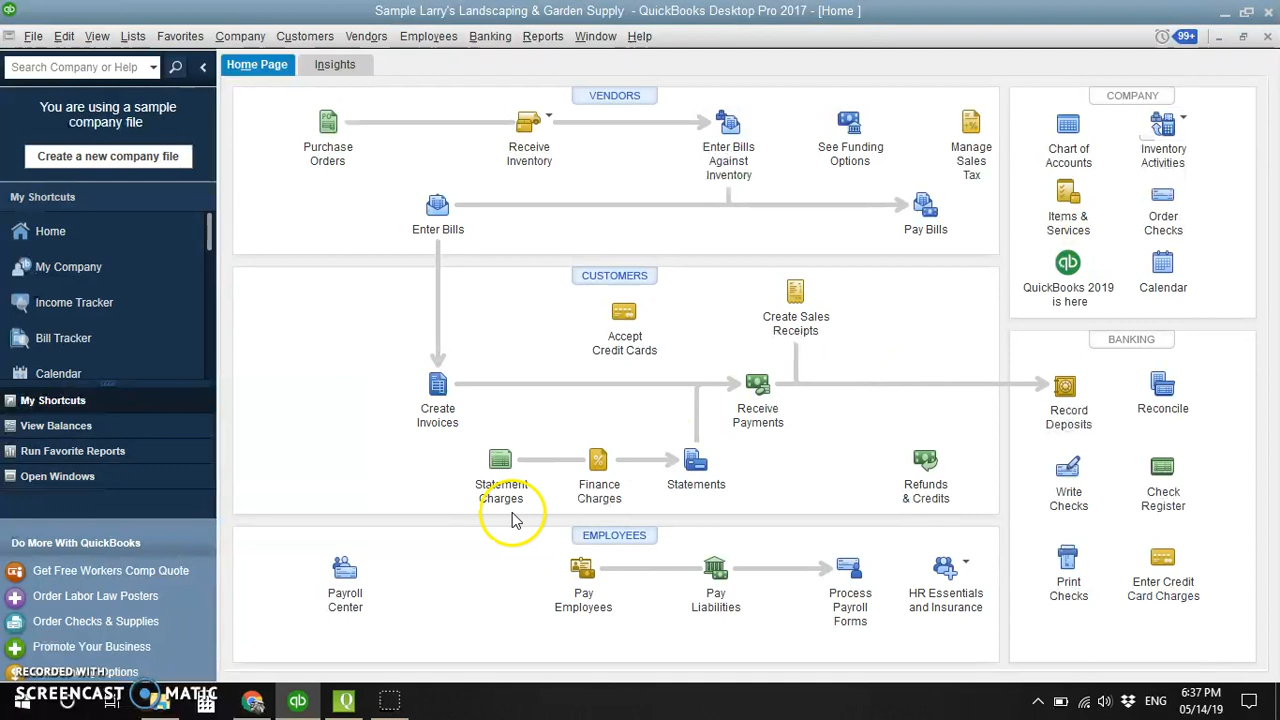 Sample Larry's Landscaping & Garden Supply - QuickBooks Desktop Pro 2017 - [Home ]
File Edit View Lists Favorites Company Customers Vendors Employees Banking Reports Window Help
99+
Search Company or Help
Home Page Insights
You are using a sample
company file
Create a new company file
My Shortcuts
Home
My Company
Income Tracker
Bill Tracker
Calendar
My Shortcuts
View Balances
Run Favorite Reports
Open Windows
Do More With QuickBooks
Get Free Workers Comp Quote
Order Labor Law Posters
Order Checks & Supplies
Promote Your Business
Options
VENDORS
Purchase
Orders
Receive
Inventory
Enter Bills
Against
Inventory
See Funding
Options
Manage
Sales
Tax
Enter Bills
Pay Bills
CUSTOMERS
Accept
Credit Cards
Create Sales
Receipts
Create
Invoices
Receive
Payments
Statement
Charges
Finance
Charges
Statements
Refunds
& Credits
EMPLOYEES
Payroll
Center
Pay
Employees
Pay
Liabilities
Process
Payroll
Forms
HR Essentials
and Insurance
COMPANY
Chart of
Accounts
Inventory
Activities
Items &
Services
Order
Checks
qb
QuickBooks 2019
is here
Calendar
BANKING
Record
Deposits
Reconcile
Write
Checks
Check
Register
Print
Checks
Enter Credit
Card Charges
RECORDED WITH
SCREENCAST MATIC
qb
Q
ENG
6:37 PM
05/14/19